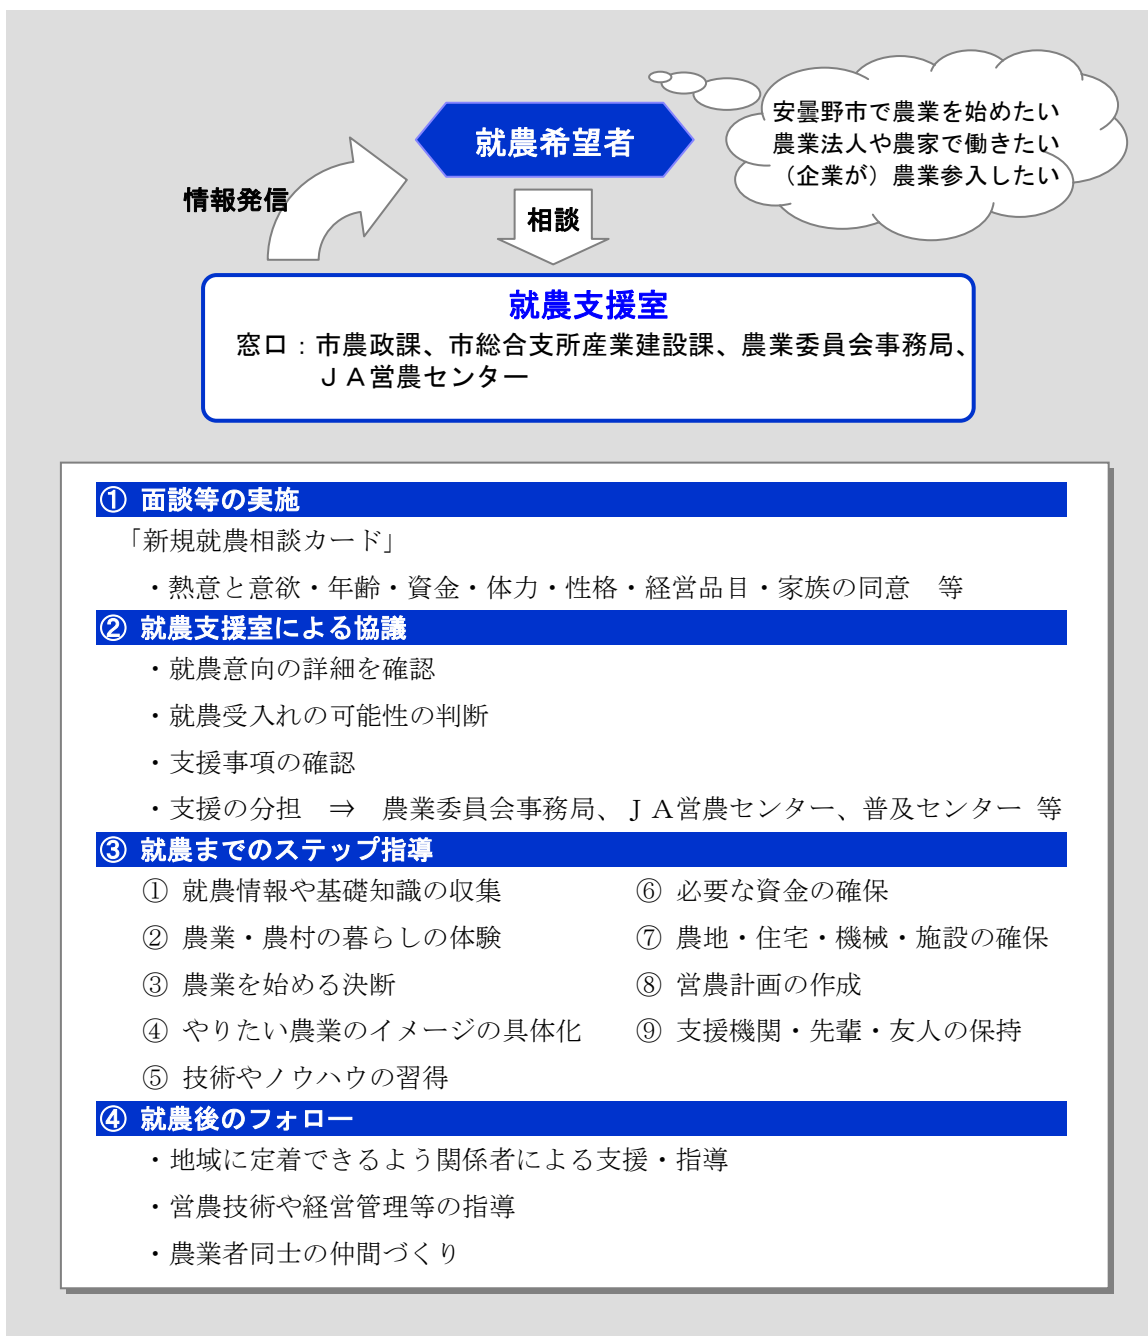 安曇野市で農業を始めたい
農業法人や農家で働きたい
（企業が）農業参入したい
就農希望者
情報発信
相談
就農支援室
窓口：市農政課、市総合支所産業建設課、農業委員会事務局、
ＪＡ営農センター
① 面談等の実施
「新規就農相談カード」
・熱意と意欲・年齢・資金・体力・性格・経営品目・家族の同意　等
② 就農支援室による協議
・就農意向の詳細を確認
・就農受入れの可能性の判断
・支援事項の確認
・支援の分担　⇒　農業委員会事務局、ＪＡ営農センター、普及センター 等
③ 就農までのステップ指導
① 就農情報や基礎知識の収集
② 農業・農村の暮らしの体験
③ 農業を始める決断
④ やりたい農業のイメージの具体化
⑤ 技術やノウハウの習得
⑥ 必要な資金の確保
⑦ 農地・住宅・機械・施設の確保
⑧ 営農計画の作成
⑨ 支援機関・先輩・友人の保持
④ 就農後のフォロー
・地域に定着できるよう関係者による支援・指導
・営農技術や経営管理等の指導
・農業者同士の仲間づくり